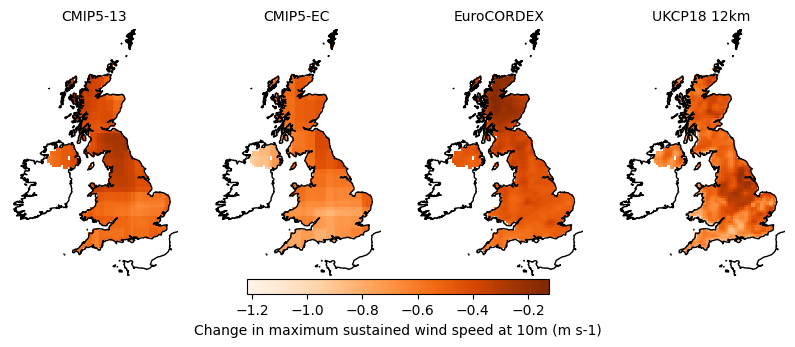 CMIP5-13 CMIP5-EC EuroCORDEX UKCP18 12km
−1.2 −1.0 −0.8 −0.6 −0.4 −0.2
Change in maximum sustained wind speed at 10m (m s-1)